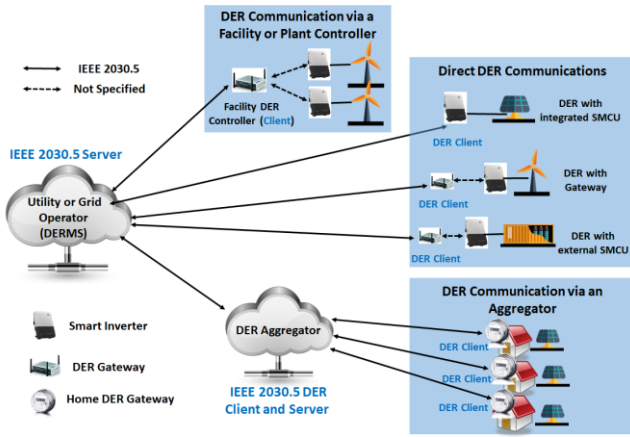 DER Communication via a
Facility or Plant Controller
IEEE 2030.5
Not Specified
Facility DER
Controller (Client)
Direct DER Communications
DER with
integrated SMCU
DER Client
IEEE 2030.5 Server
Utility or Grid
Operator
(DERMS)
DER with
Gateway
DER Client
DER with
external SMCU
DER Client
DER Communication via an
Aggregator
Smart Inverter
DER Aggregator
DER Client
DER Gateway
DER Client
Home DER Gateway
IEEE 2030.5 DER
Client and Server
DER Client